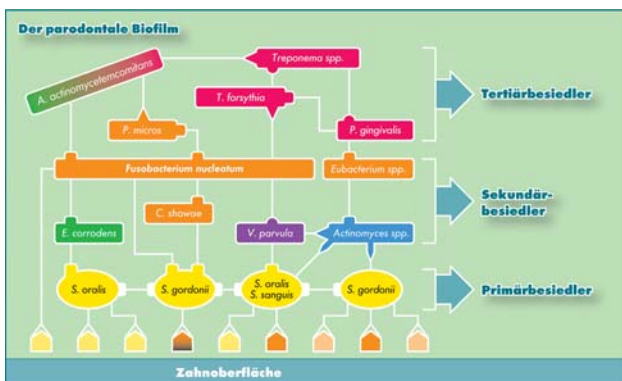 Der parodontale Biofilm
A. actinomycetemcomitans
Treponema spp.
T. forsythia
P. micros
P. gingivalis
Tertiärbesiedler
Fusobacterium nucleatum
Eubacterium spp.
Sekundär-
besiedler
C. showae
E. corrodens
V. parvula
Actinomyces spp.
S. oralis
S. gordonii
S. oralis
S. sanguis
S. gordonii
Primärbesiedler
Zahnoberfläche